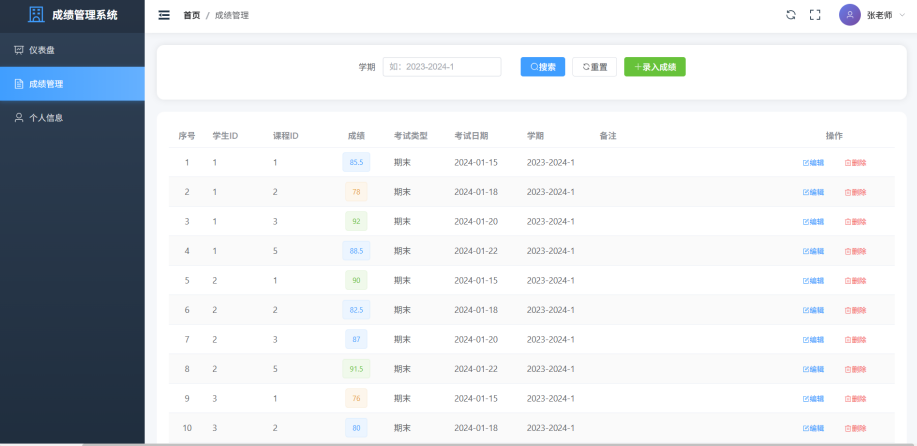 成绩管理系统
首页 / 成绩管理
张老师
仪表盘
成绩管理
个人信息
学期 如：2023-2024-1 搜索 重置 录入成绩
序号 学生ID 课程ID 成绩 考试类型 考试日期 学期 备注 操作
1 1 1 85.5 期末 2024-01-15 2023-2024-1 编辑 删除
2 1 2 78 期末 2024-01-18 2023-2024-1 编辑 删除
3 1 3 92 期末 2024-01-20 2023-2024-1 编辑 删除
4 1 5 88.5 期末 2024-01-22 2023-2024-1 编辑 删除
5 2 1 90 期末 2024-01-15 2023-2024-1 编辑 删除
6 2 2 82.5 期末 2024-01-18 2023-2024-1 编辑 删除
7 2 3 87 期末 2024-01-20 2023-2024-1 编辑 删除
8 2 5 91.5 期末 2024-01-22 2023-2024-1 编辑 删除
9 3 1 76 期末 2024-01-15 2023-2024-1 编辑 删除
10 3 2 80 期末 2024-01-18 2023-2024-1 编辑 删除